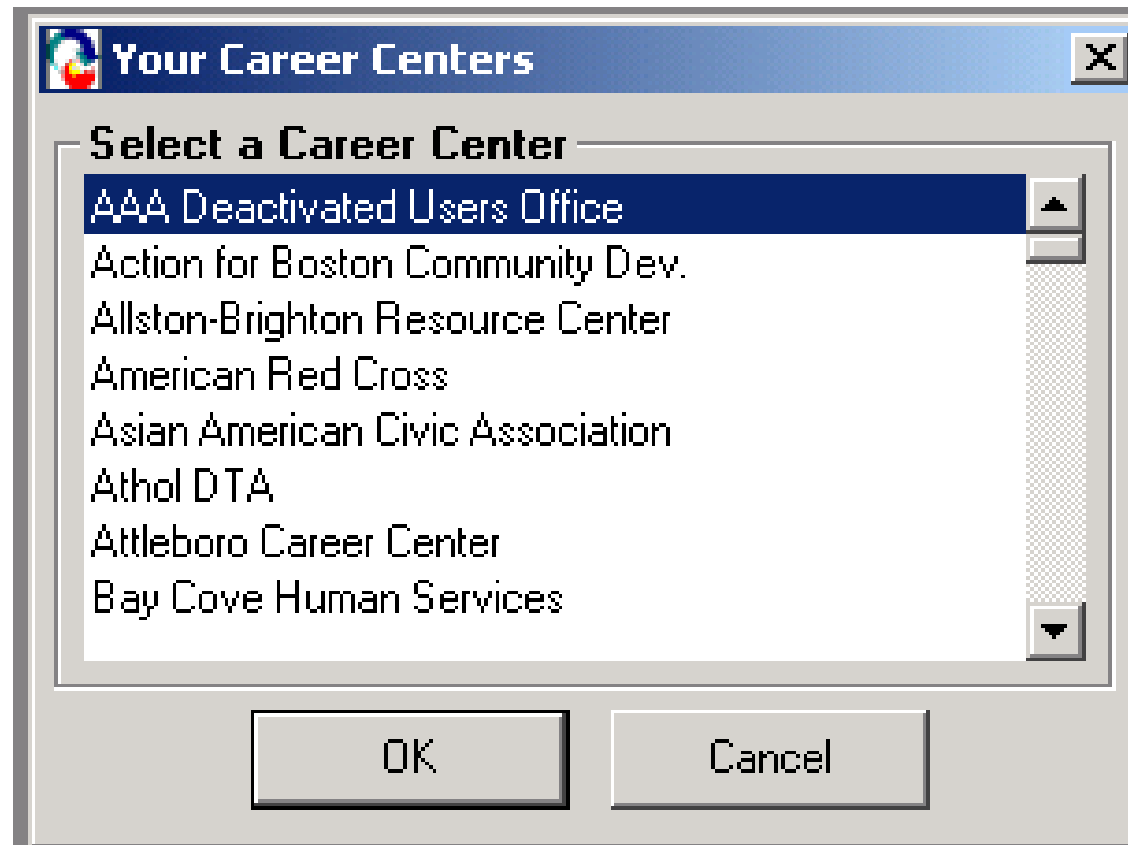 Your Career Centers
Select a Career Center
AAA Deactivated Users Office
Action for Boston Community Dev.
Allston-Brighton Resource Center
American Red Cross
Asian American Civic Association
Athol DTA
Attleboro Career Center
Bay Cove Human Services
OK Cancel